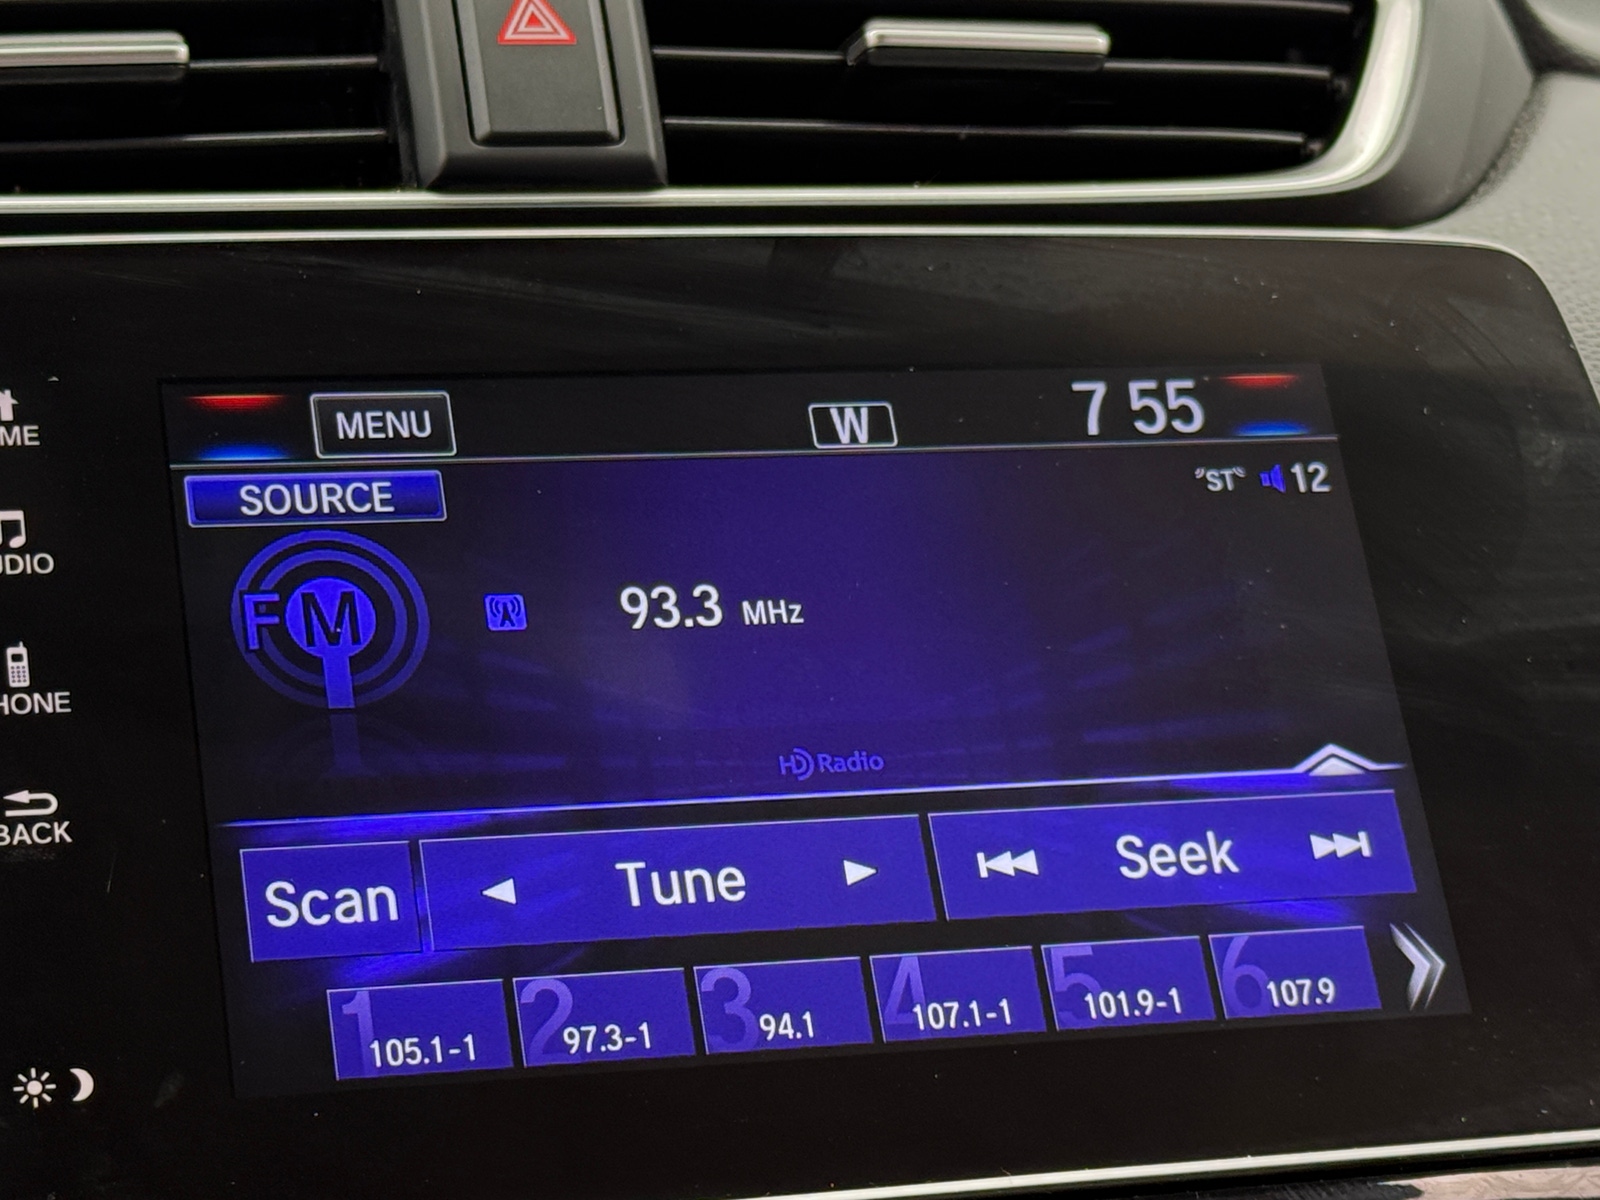 MENU
W
7 55
SOURCE
"ST" 12
FM
93.3 MHz
HD Radio
Scan
Tune
Seek
1 105.1-1
2 97.3-1
3 94.1
4 107.1-1
5 101.9-1
6 107.9
ME
DIO
HONE
BACK